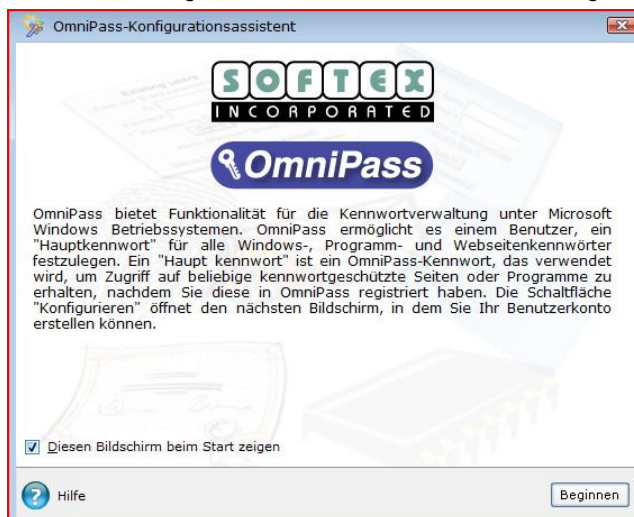 OmniPass-Konfigurationsassistent
SOFTEX
INCORPORATED
OmniPass
OmniPass bietet Funktionalität für die Kennwortverwaltung unter Microsoft
Windows Betriebssystemen. OmniPass ermöglicht es einem Benutzer, ein
"Hauptkennwort" für alle Windows-, Programm- und Webseitenkennwörter
festzulegen. Ein "Haupt kennwort" ist ein OmniPass-Kennwort, das verwendet
wird, um Zugriff auf beliebige kennwortgeschützte Seiten oder Programme zu
erhalten, nachdem Sie diese in OmniPass registriert haben. Die Schaltfläche
"Konfigurieren" öffnet den nächsten Bildschirm, in dem Sie Ihr Benutzerkonto
erstellen können.
Diesen Bildschirm beim Start zeigen
Hilfe
Beginnen